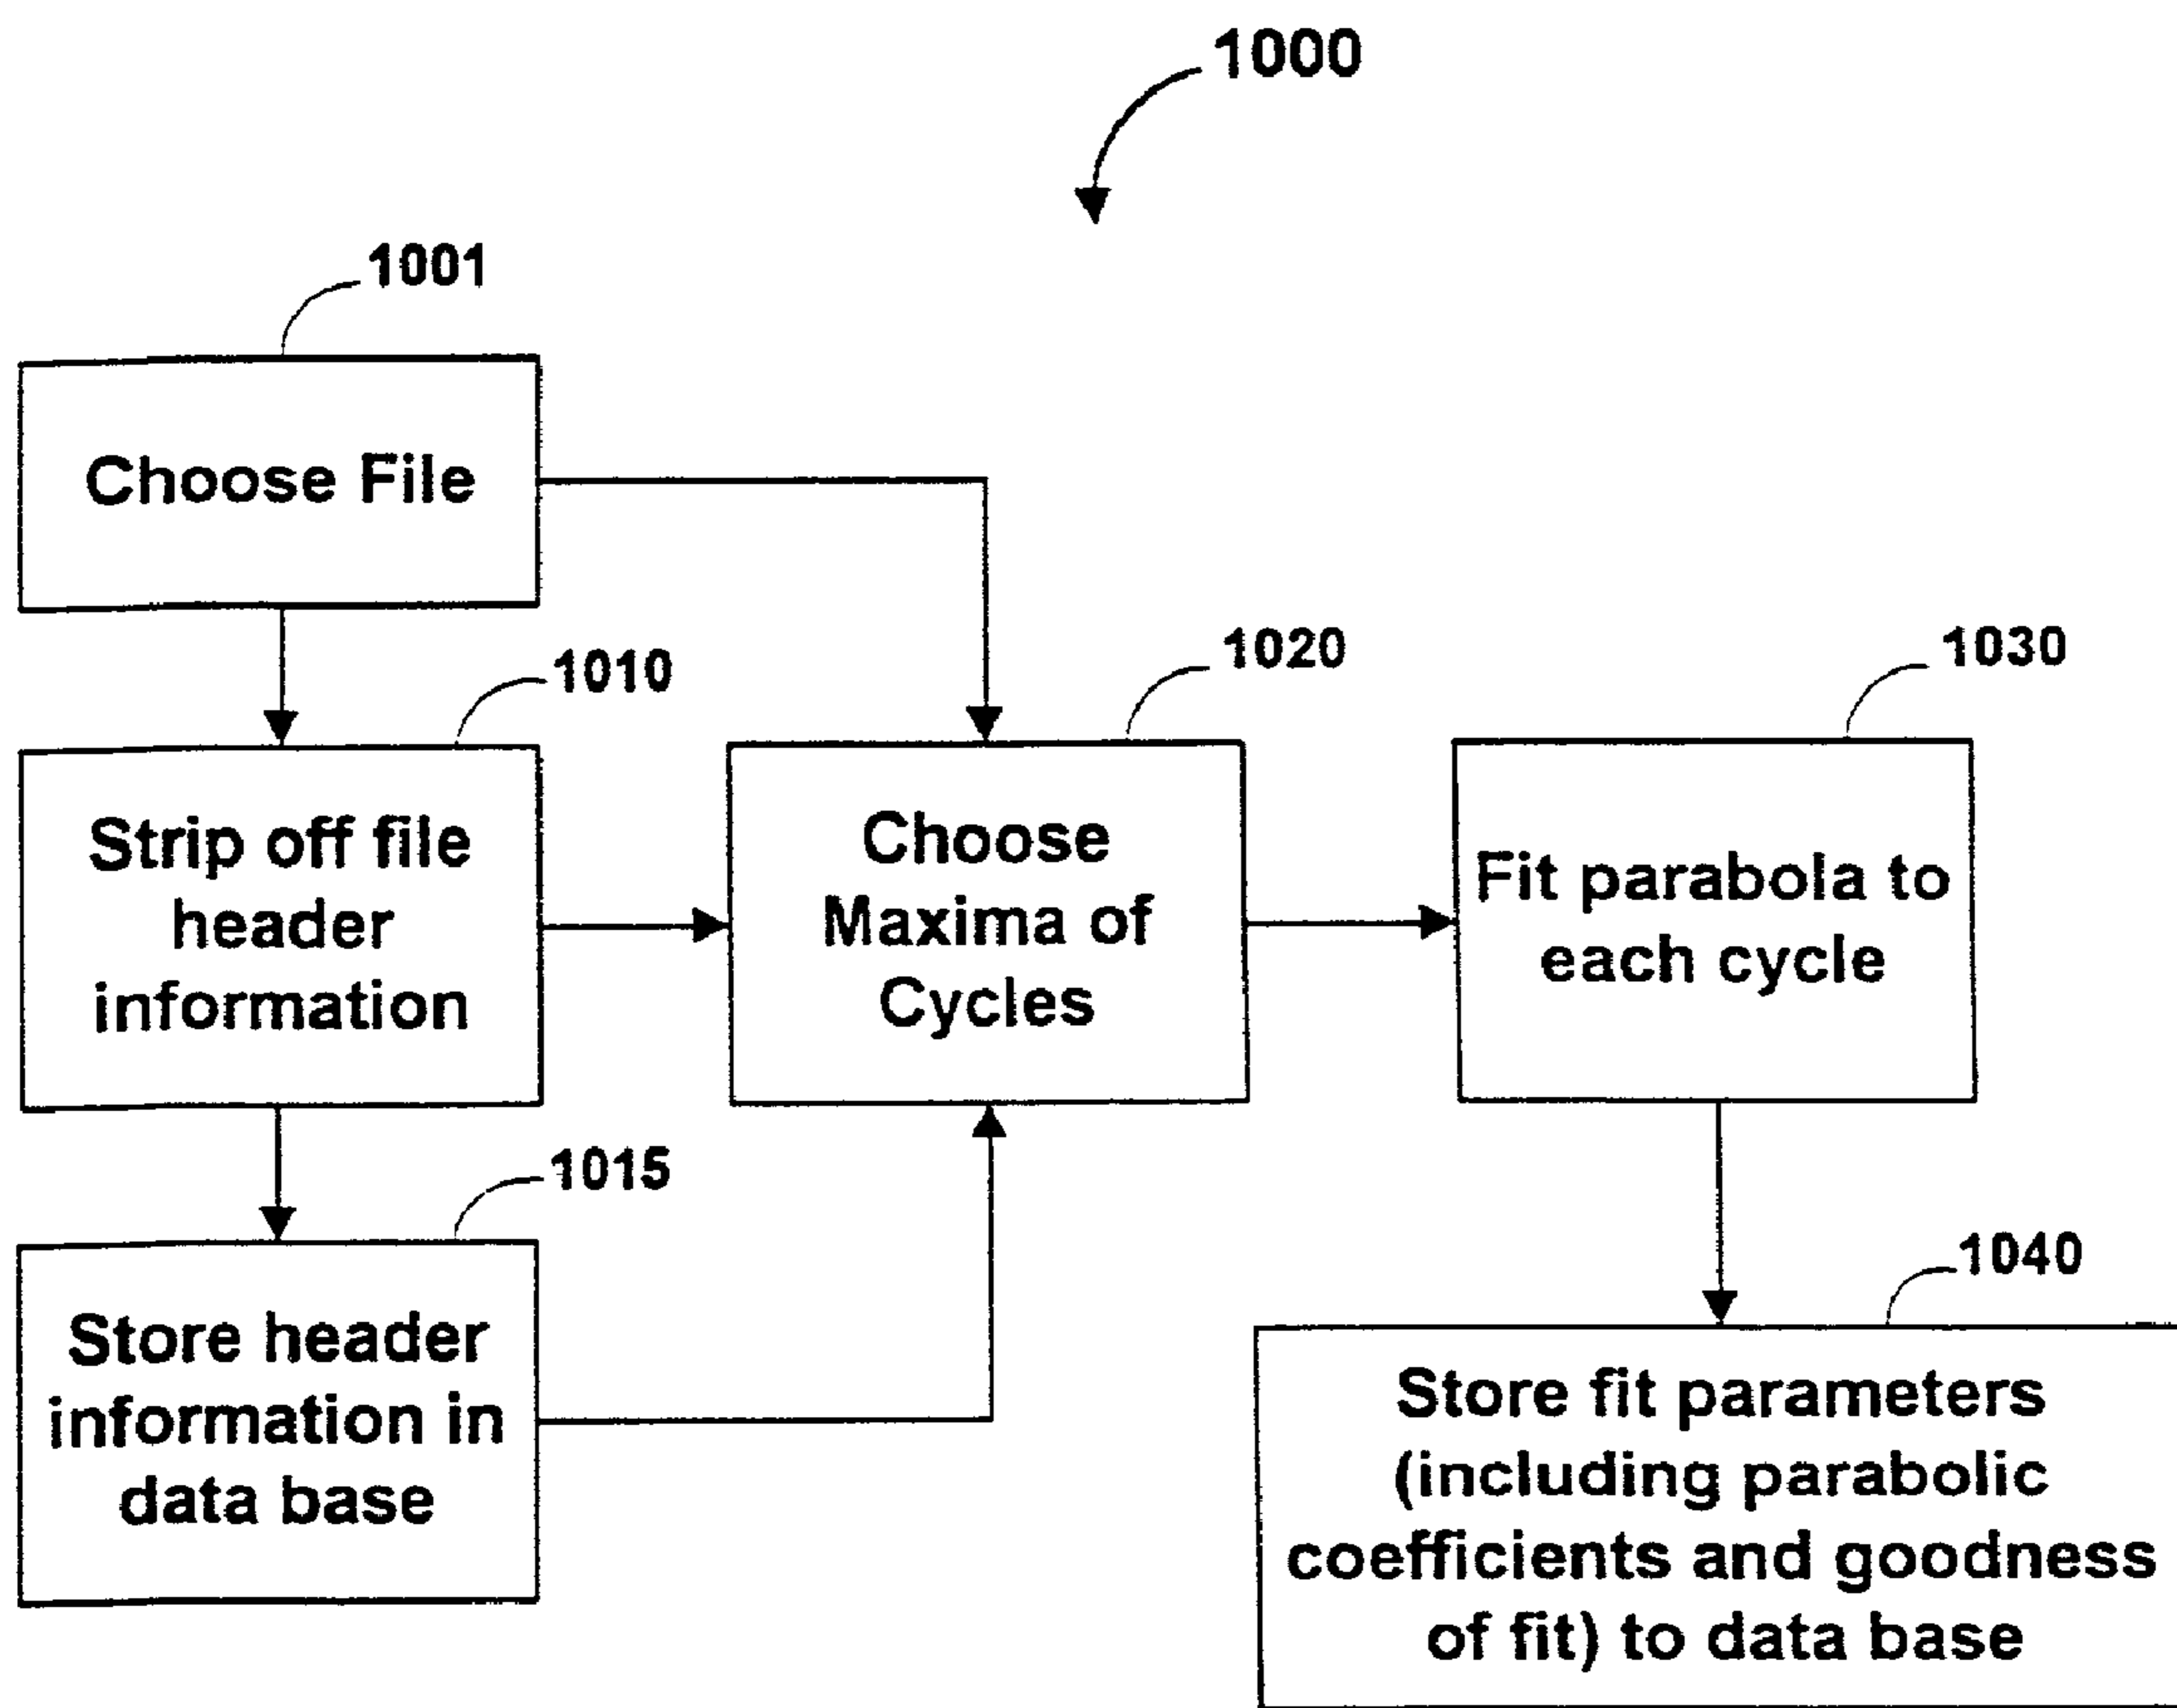 1000
1001
Choose File
1010
Strip off file
header
information
1020
Choose
Maxima of
Cycles
1030
Fit parabola to
each cycle
1015
Store header
information in
data base
1040
Store fit parameters
(including parabolic
coefficients and goodness
of fit) to data base